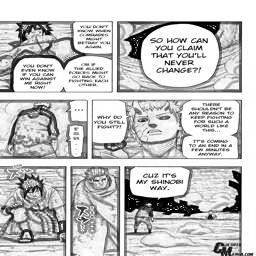 YOU DON'T
KNOW WHEN
COMRADES
MIGHT
BETRAY YOU
AGAIN.
SO HOW CAN
YOU CLAIM
THAT YOU'LL
NEVER
CHANGE?!
YOU DON'T
EVEN KNOW
IF YOU CAN
WIN AGAINST
ME RIGHT
NOW!
OR IF
THE ALLIED
FORCES MIGHT
GO BACK TO
FIGHTING EACH
OTHER.
...
WHY DO
YOU STILL
FIGHT?!
THERE
SHOULDN'T BE
ANY REASON TO
KEEP FIGHTING
FOR SUCH A
WORLD LIKE
THIS...
IT'S COMING
TO AN END IN A
FEW MINUTES
ANYWAY.
CUZ IT'S
MY SHINOBI
WAY.